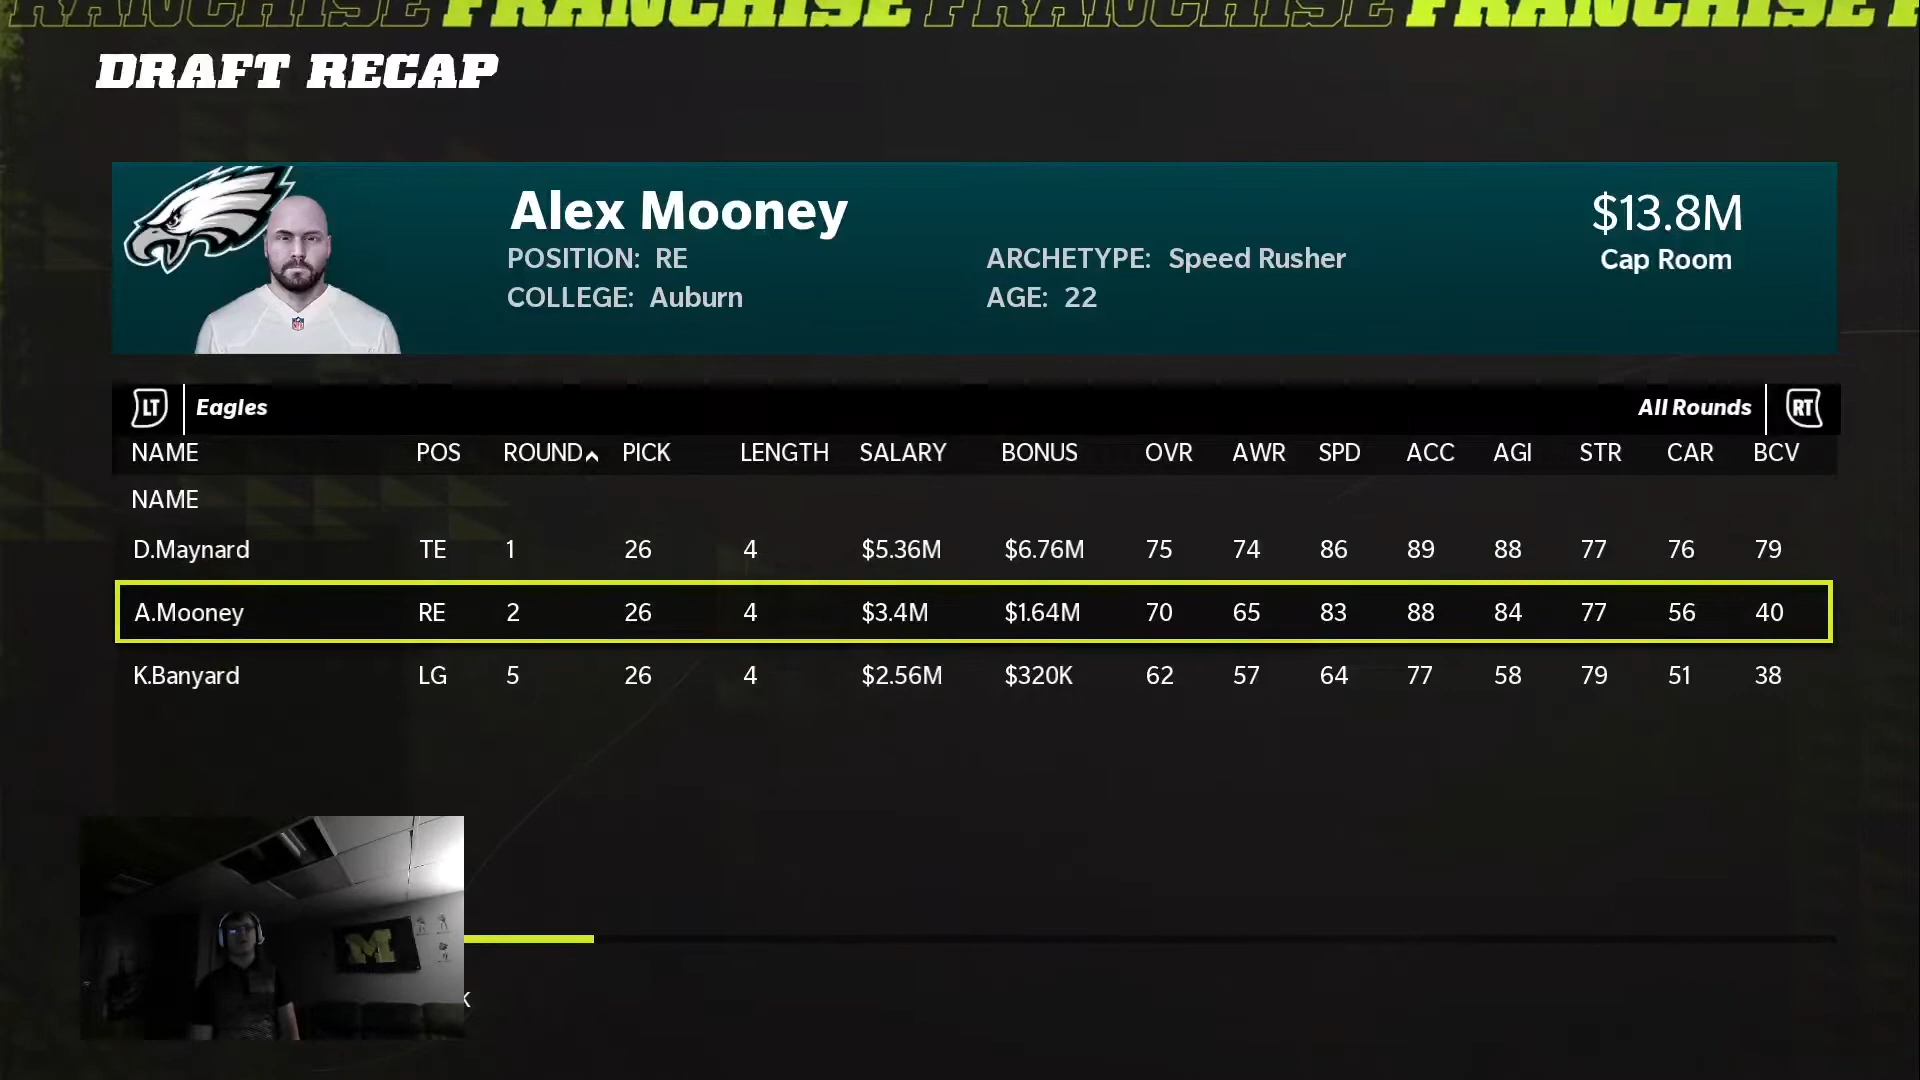 FRANCHISE FRANCHISE FRANCHISE FRANCHISE
DRAFT RECAP
Alex Mooney
POSITION: RE
ARCHETYPE: Speed Rusher
COLLEGE: Auburn
AGE: 22
$13.8M
Cap Room
LT Eagles All Rounds RT
NAME POS ROUND PICK LENGTH SALARY BONUS OVR AWR SPD ACC AGI STR CAR BCV
NAME
D.Maynard TE 1 26 4 $5.36M $6.76M 75 74 86 89 88 77 76 79
A.Mooney RE 2 26 4 $3.4M $1.64M 70 65 83 88 84 77 56 40
K.Banyard LG 5 26 4 $2.56M $320K 62 57 64 77 58 79 51 38
M